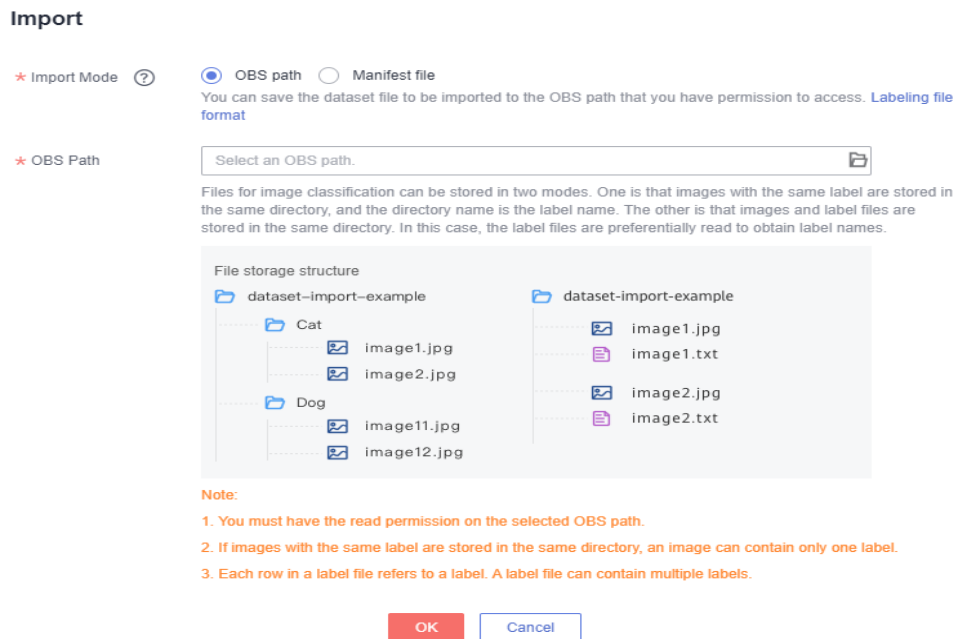 Import
* Import Mode ?
OBS path Manifest file
You can save the dataset file to be imported to the OBS path that you have permission to access. Labeling file
format
* OBS Path
Select an OBS path.
Files for image classification can be stored in two modes. One is that images with the same label are stored in
the same directory, and the directory name is the label name. The other is that images and label files are
stored in the same directory. In this case, the label files are preferentially read to obtain label names.
File storage structure
dataset–import–example
Cat
image1.jpg
image2.jpg
Dog
image11.jpg
image12.jpg
dataset-import-example
image1.jpg
image1.txt
image2.jpg
image2.txt
Note:
1. You must have the read permission on the selected OBS path.
2. If images with the same label are stored in the same directory, an image can contain only one label.
3. Each row in a label file refers to a label. A label file can contain multiple labels.
OK Cancel